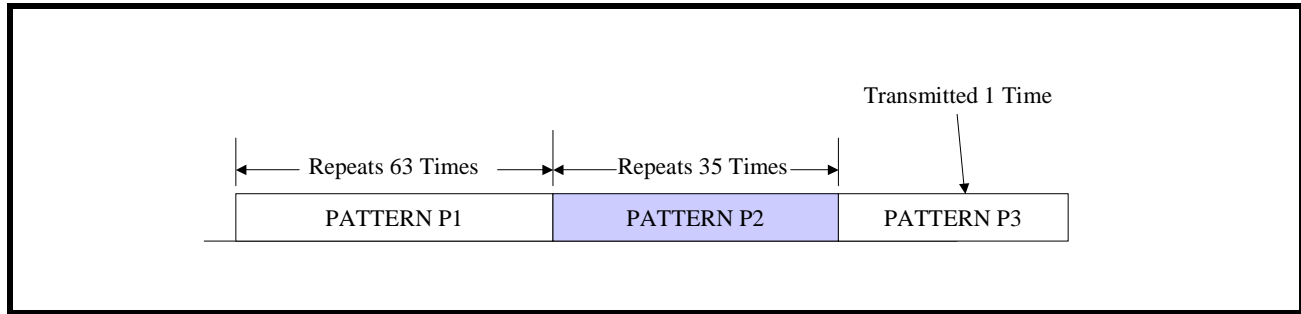 Transmitted 1 Time
Repeats 63 Times
Repeats 35 Times
PATTERN P1
PATTERN P2
PATTERN P3